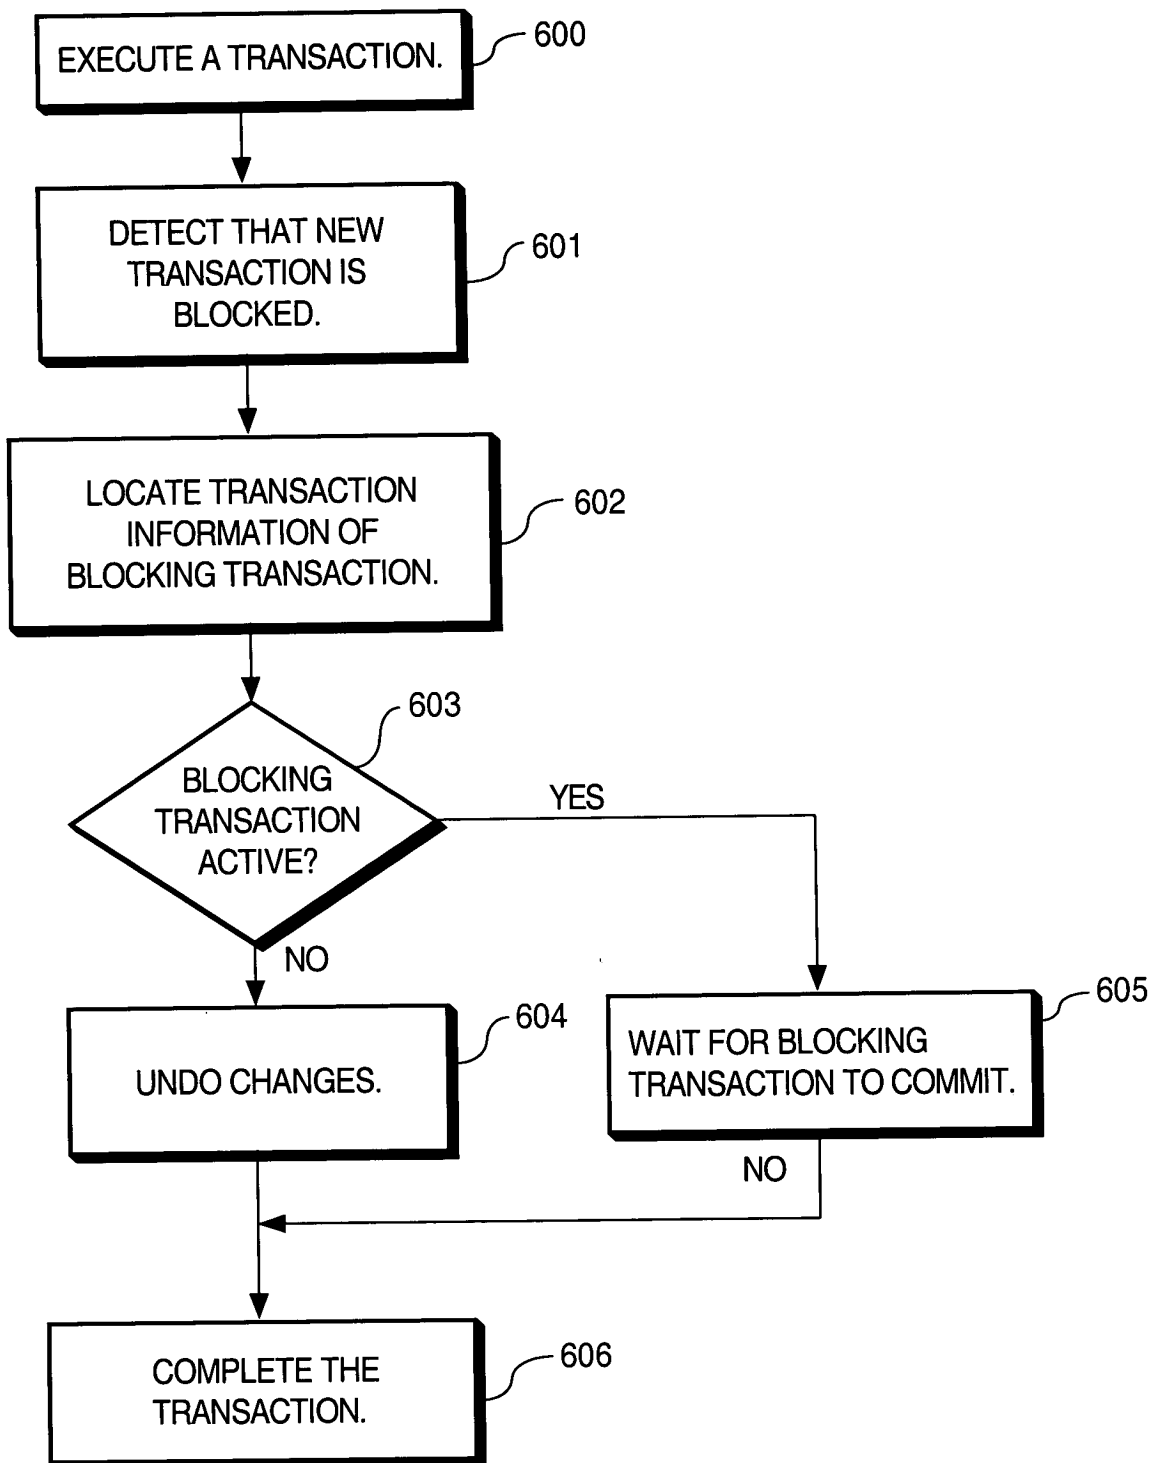 EXECUTE A TRANSACTION.
600
DETECT THAT NEW
TRANSACTION IS
BLOCKED.
601
LOCATE TRANSACTION
INFORMATION OF
BLOCKING TRANSACTION.
602
603
BLOCKING
TRANSACTION
ACTIVE?
YES
NO
604
UNDO CHANGES.
605
WAIT FOR BLOCKING
TRANSACTION TO COMMIT.
NO
606
COMPLETE THE
TRANSACTION.